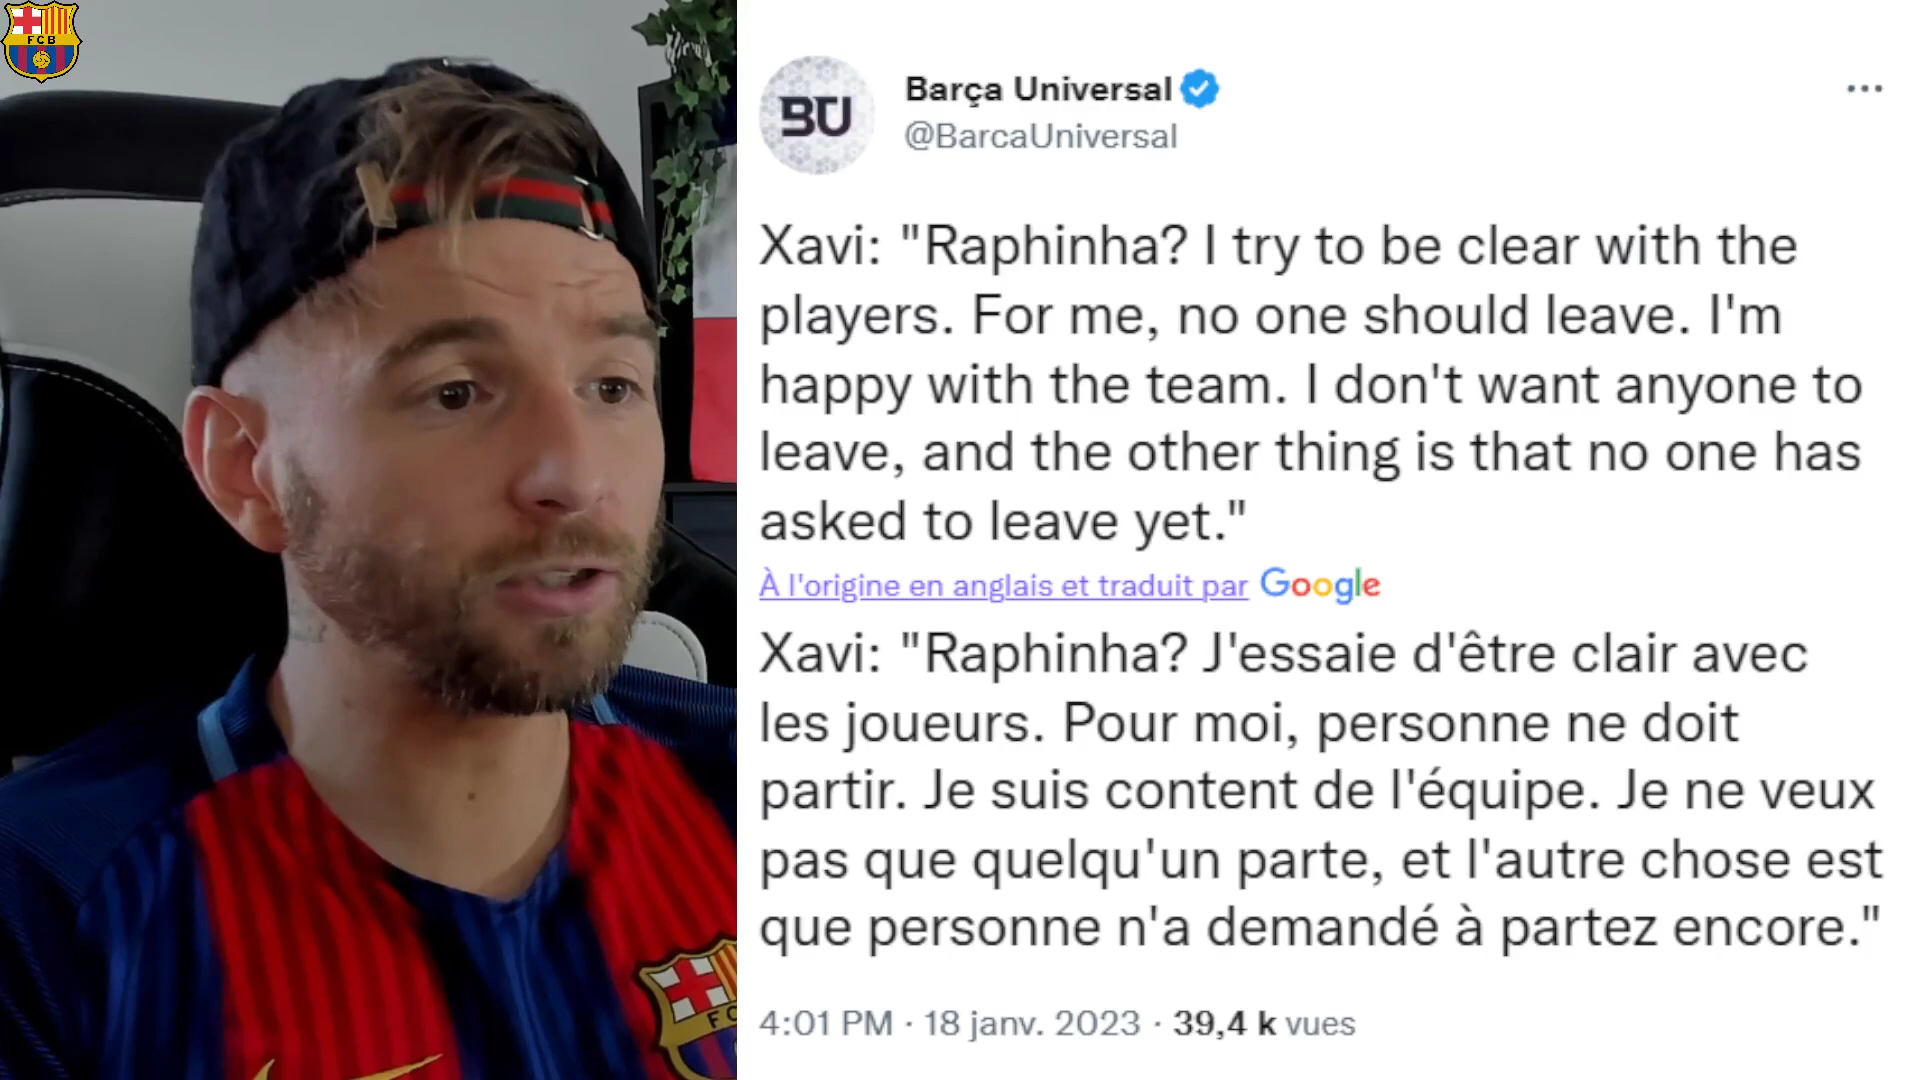 FCB
BU
Barça Universal
@BarcaUniversal
Xavi: "Raphinha? I try to be clear with the
players. For me, no one should leave. I'm
happy with the team. I don't want anyone to
leave, and the other thing is that no one has
asked to leave yet."
À l'origine en anglais et traduit par Google
Xavi: "Raphinha? J'essaie d'être clair avec
les joueurs. Pour moi, personne ne doit
partir. Je suis content de l'équipe. Je ne veux
pas que quelqu'un parte, et l'autre chose est
que personne n'a demandé à partez encore."
4:01 PM · 18 janv. 2023 · 39,4 k vues
FC